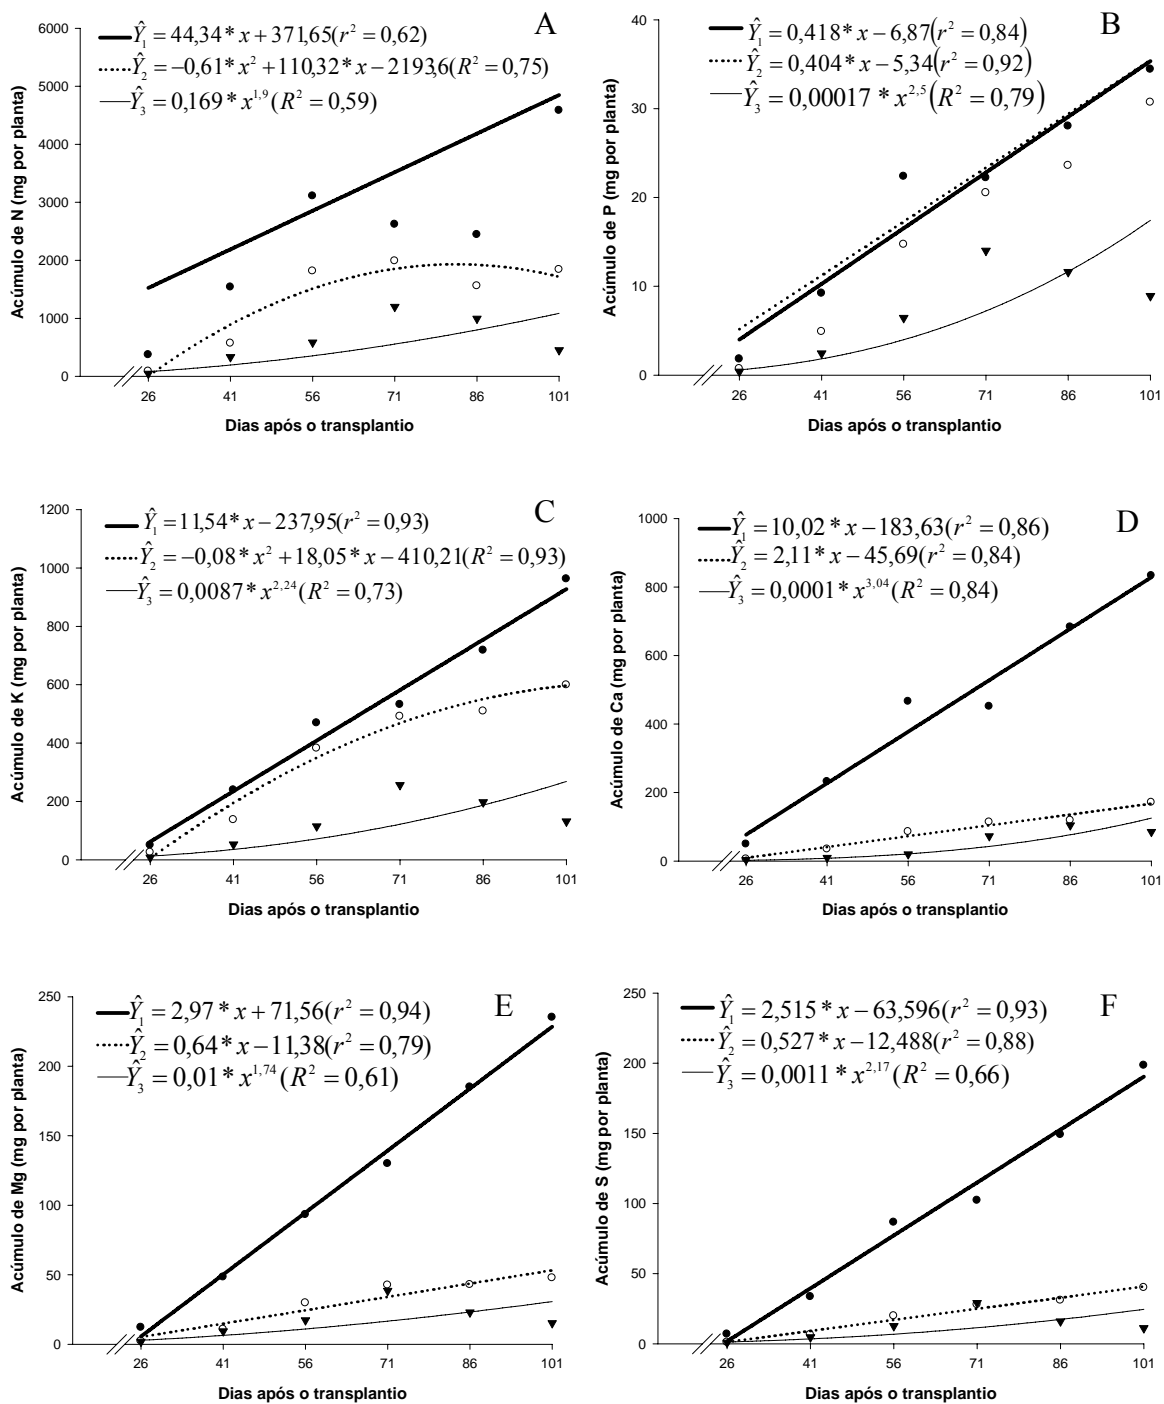 A
Ŷ₁ = 44,34* x + 371,65(r² = 0,62)
Ŷ₂ = −0,61* x² +110,32* x − 2193,6(R² = 0,75)
Ŷ₃ = 0,169* x^1,9 (R² = 0,59)
6000
5000
4000
3000
2000
1000
0
Acúmulo de N (mg por planta)
26 41 56 71 86 101
Dias após o transplantio
B
Ŷ₁ = 0,418* x − 6,87(r² = 0,84)
Ŷ₂ = 0,404* x − 5,34(r² = 0,92)
Ŷ₃ = 0,00017 * x^2,5 (R² = 0,79)
40
30
20
10
0
Acúmulo de P (mg por planta)
26 41 56 71 86 101
Dias após o transplantio
C
Ŷ₁ = 11,54* x − 237,95(r² = 0,93)
Ŷ₂ = −0,08* x² +18,05* x − 410,21(R² = 0,93)
Ŷ₃ = 0,0087* x^2,24 (R² = 0,73)
1200
1000
800
600
400
200
0
Acúmulo de K (mg por planta)
26 41 56 71 86 101
Dias após o transplantio
D
Ŷ₁ = 10,02* x − 183,63(r² = 0,86)
Ŷ₂ = 2,11* x − 45,69(r² = 0,84)
Ŷ₃ = 0,0001* x^3,04 (R² = 0,84)
1000
800
600
400
200
0
Acúmulo de Ca (mg por planta)
26 41 56 71 86 101
Dias após o transplantio
E
Ŷ₁ = 2,97* x + 71,56(r² = 0,94)
Ŷ₂ = 0,64* x − 11,38(r² = 0,79)
Ŷ₃ = 0,01* x^1,74 (R² = 0,61)
250
200
150
100
50
0
Acúmulo de Mg (mg por planta)
26 41 56 71 86 101
Dias após o transplantio
F
Ŷ₁ = 2,515* x − 63,596(r² = 0,93)
Ŷ₂ = 0,527* x − 12,488(r² = 0,88)
Ŷ₃ = 0,0011* x^2,17 (R² = 0,66)
250
200
150
100
50
0
Acúmulo de S (mg por planta)
26 41 56 71 86 101
Dias após o transplantio